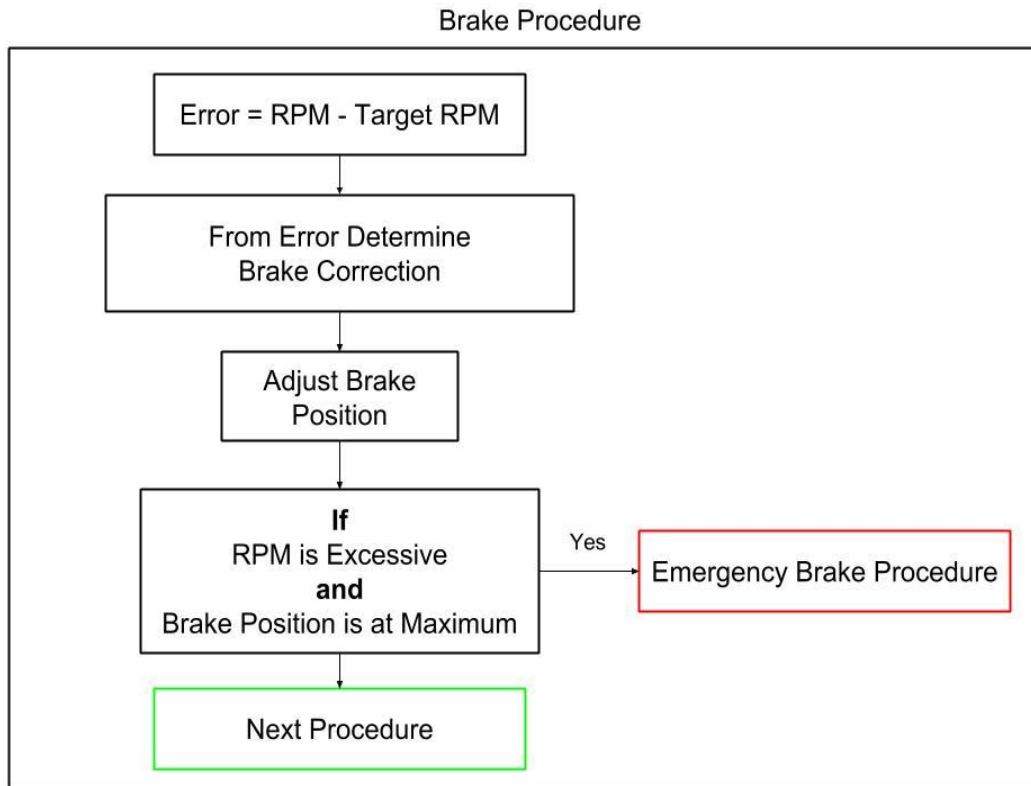 Brake Procedure
Error = RPM - Target RPM
From Error Determine
Brake Correction
Adjust Brake
Position
If
RPM is Excessive
and
Brake Position is at Maximum
Yes
Emergency Brake Procedure
Next Procedure